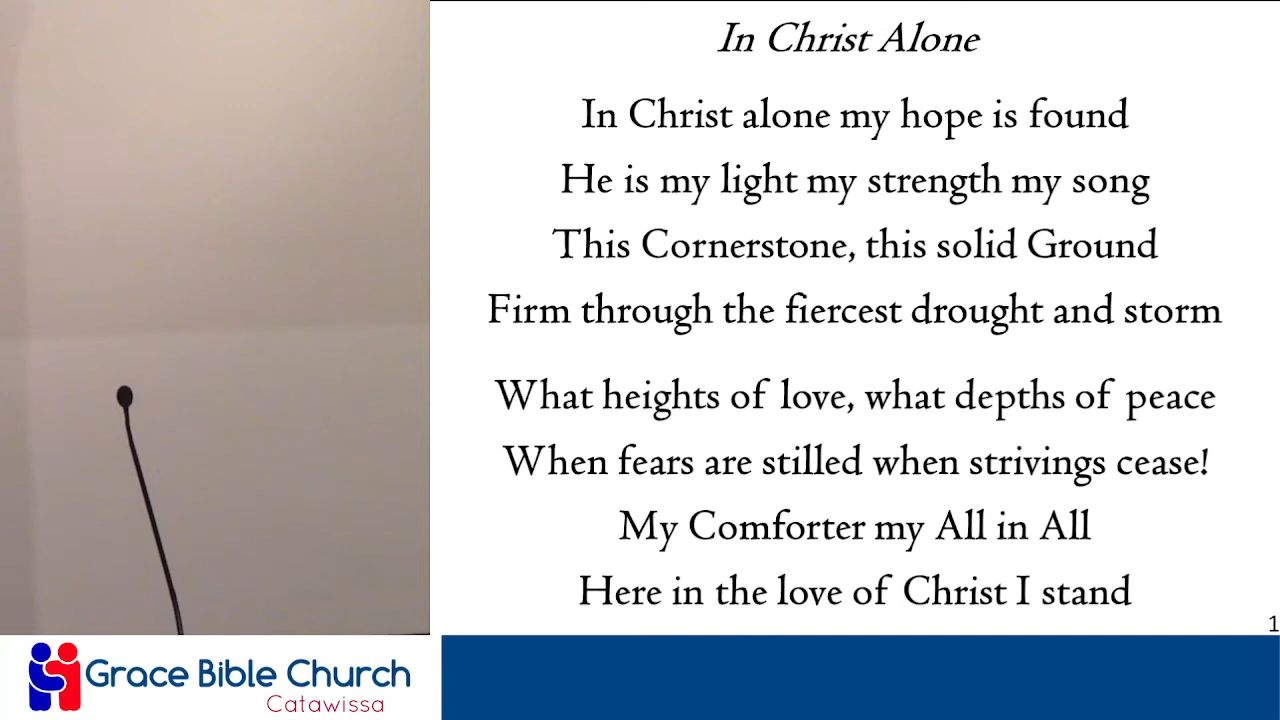 In Christ Alone
In Christ alone my hope is found
He is my light my strength my song
This Cornerstone, this solid Ground
Firm through the fiercest drought and storm
What heights of love, what depths of peace
When fears are stilled when strivings cease!
My Comforter my All in All
Here in the love of Christ I stand
1
Grace Bible Church
Catawissa